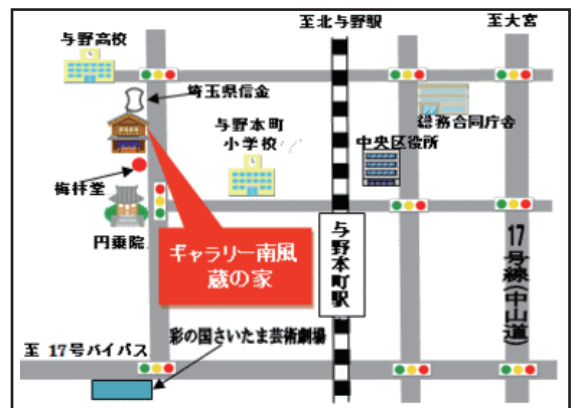 至北与野駅
至大宮
与野高校
埼玉県信金
与野本町
小学校
総務合同庁舎
中央区役所
梅林堂
円乗院
ギャラリー南風
蔵の家
与野本町駅
17号線(中山道)
彩の国さいたま芸術劇場
至 17号バイパス